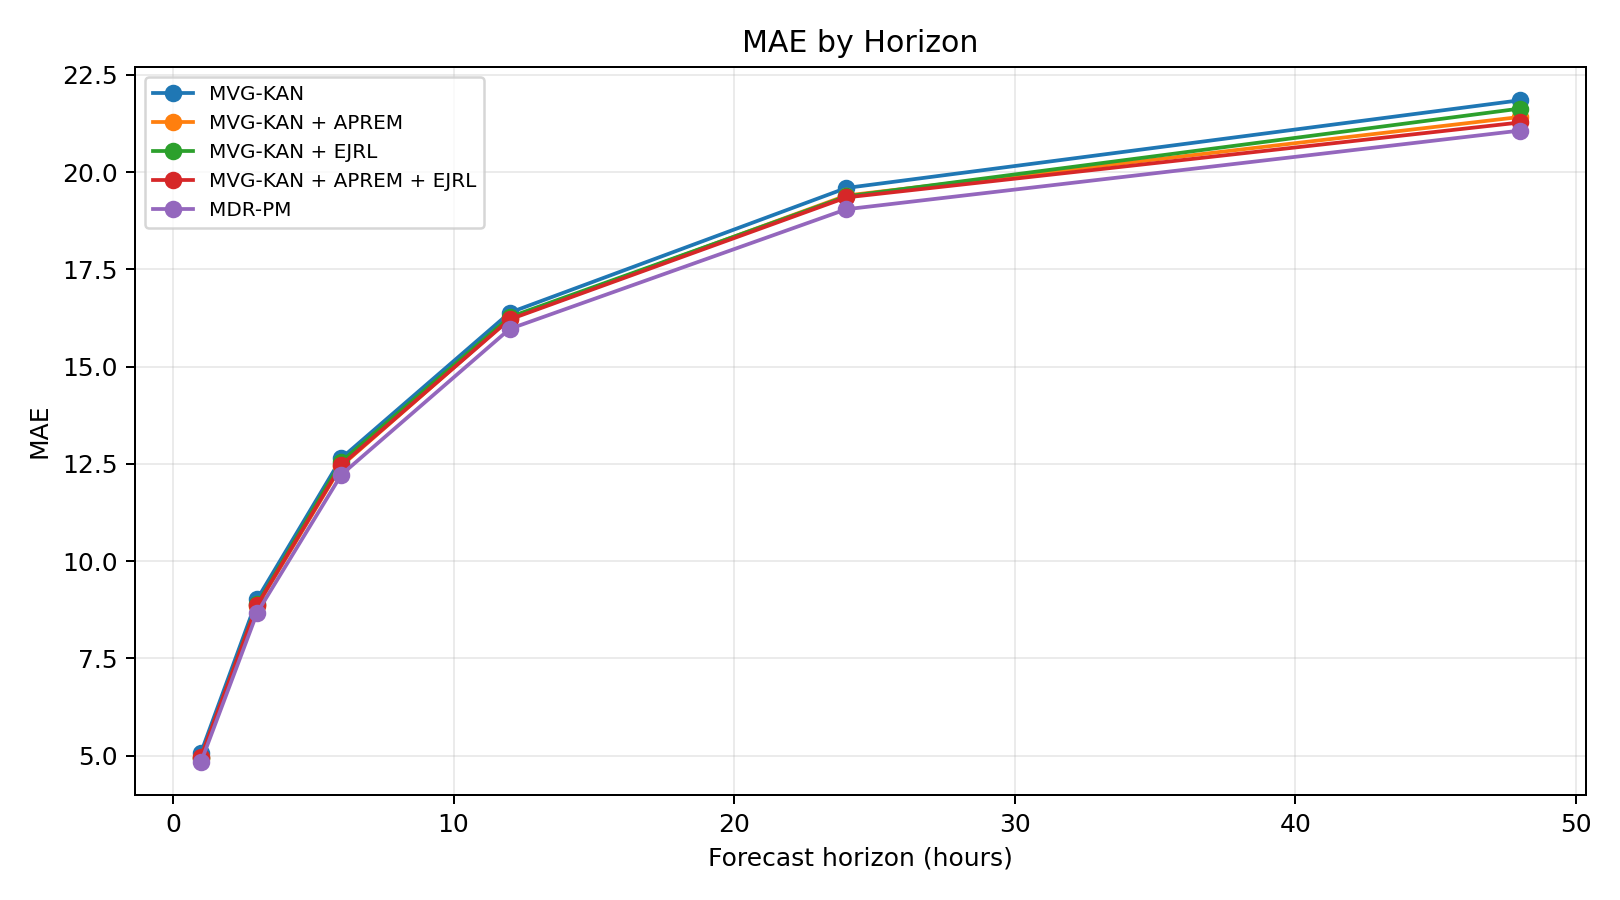 MAE by Horizon
22.5
20.0
17.5
15.0
12.5
10.0
7.5
5.0
MAE
MVG-KAN
MVG-KAN + APREM
MVG-KAN + EJRL
MVG-KAN + APREM + EJRL
MDR-PM
0 10 20 30 40 50
Forecast horizon (hours)